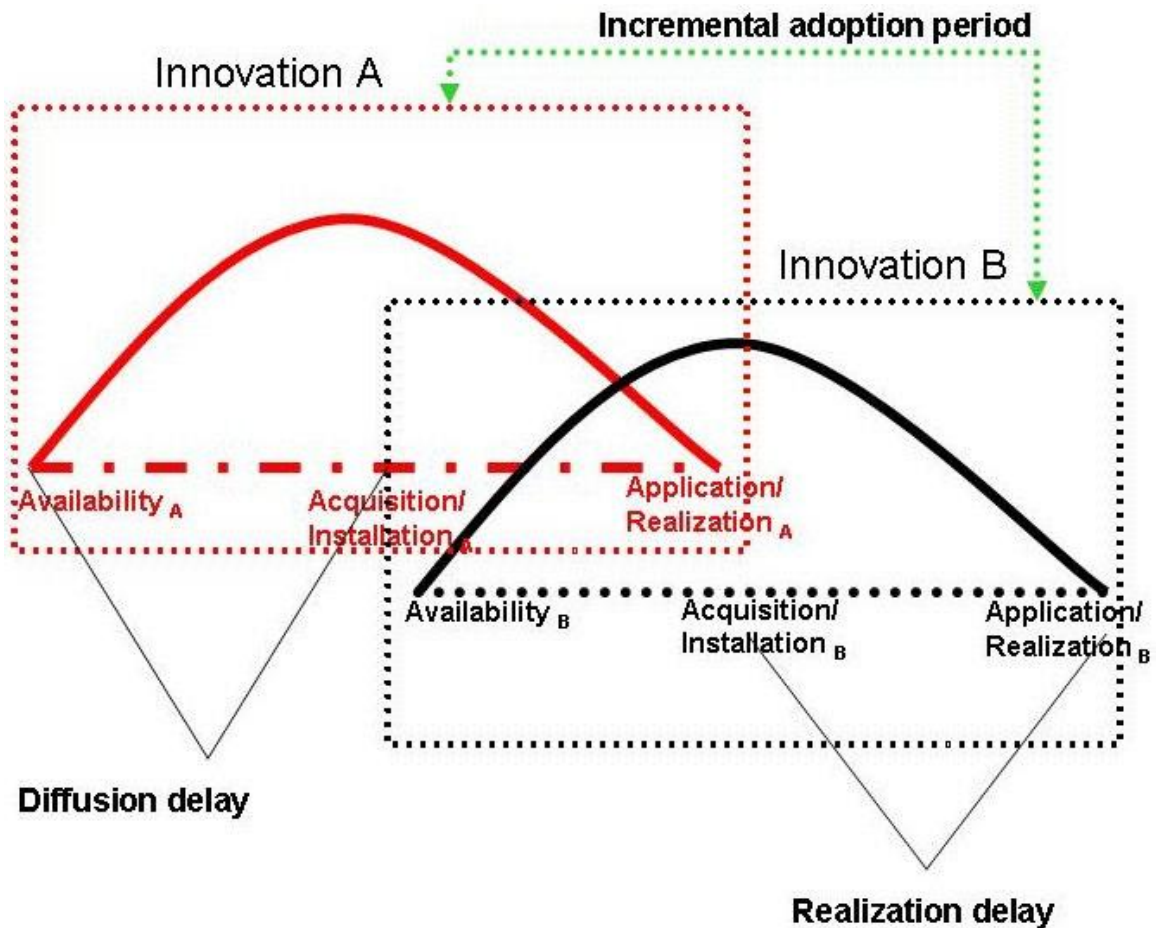 Incremental adoption period
Innovation A
Innovation B
Availability A
Acquisition/
Installation A
Application/
Realization A
Availability B
Acquisition/
Installation B
Application/
Realization B
Diffusion delay
Realization delay